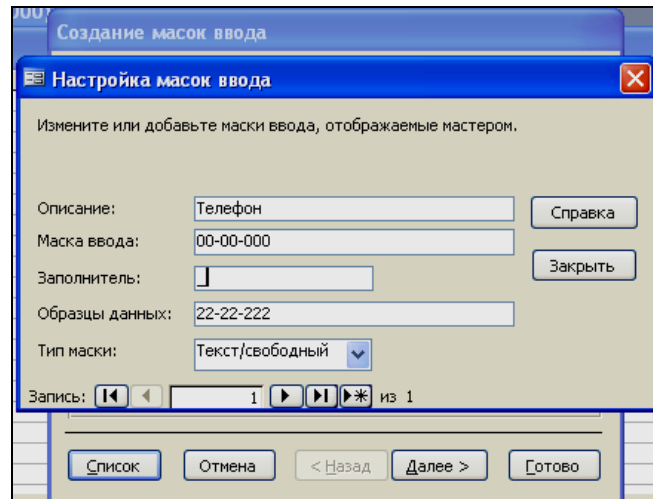 000)
Создание масок ввода
Настройка масок ввода
Измените или добавьте маски ввода, отображаемые мастером.
Описание: Телефон
Справка
Маска ввода: 00-00-000
Закрыть
Заполнитель: _
Образцы данных: 22-22-222
Тип маски: Текст/свободный
Запись: 1 из 1
Список Отмена < Назад Далее > Готово